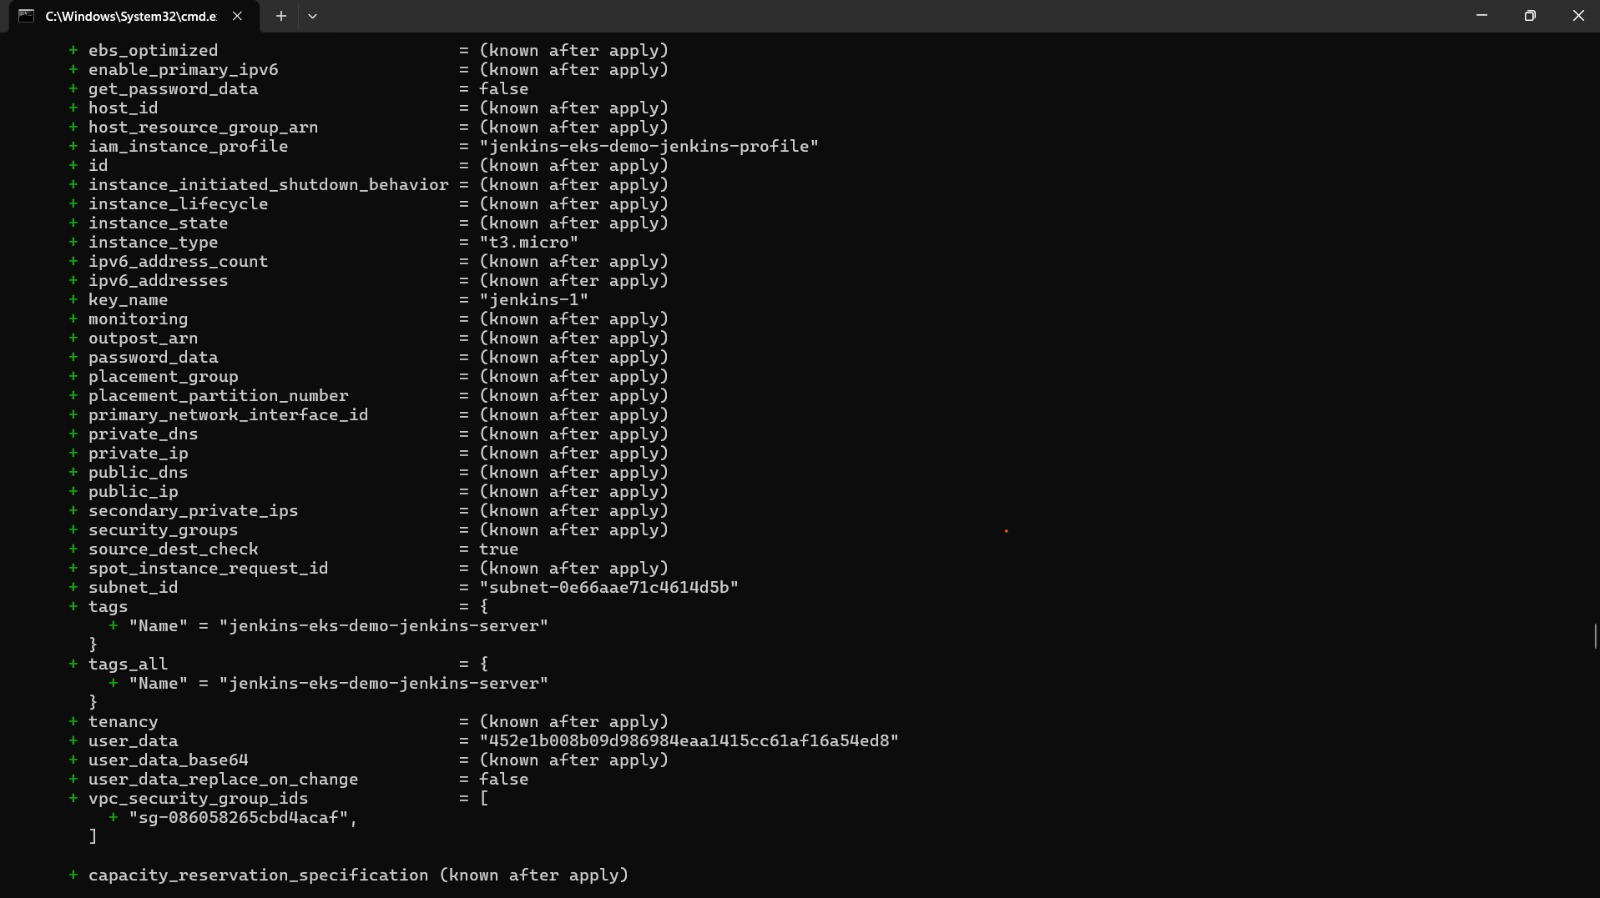 C:\Windows\System32\cmd.e
+ ebs_optimized = (known after apply)
+ enable_primary_ipv6 = (known after apply)
+ get_password_data = false
+ host_id = (known after apply)
+ host_resource_group_arn = (known after apply)
+ iam_instance_profile = "jenkins-eks-demo-jenkins-profile"
+ id = (known after apply)
+ instance_initiated_shutdown_behavior = (known after apply)
+ instance_lifecycle = (known after apply)
+ instance_state = (known after apply)
+ instance_type = "t3.micro"
+ ipv6_address_count = (known after apply)
+ ipv6_addresses = (known after apply)
+ key_name = "jenkins-1"
+ monitoring = (known after apply)
+ outpost_arn = (known after apply)
+ password_data = (known after apply)
+ placement_group = (known after apply)
+ placement_partition_number = (known after apply)
+ primary_network_interface_id = (known after apply)
+ private_dns = (known after apply)
+ private_ip = (known after apply)
+ public_dns = (known after apply)
+ public_ip = (known after apply)
+ secondary_private_ips = (known after apply)
+ security_groups = (known after apply)
+ source_dest_check = true
+ spot_instance_request_id = (known after apply)
+ subnet_id = "subnet-0e66aae71c4614d5b"
+ tags = {
+ "Name" = "jenkins-eks-demo-jenkins-server"
}
+ tags_all = {
+ "Name" = "jenkins-eks-demo-jenkins-server"
}
+ tenancy = (known after apply)
+ user_data = "452e1b008b09d986984eaa1415cc61af16a54ed8"
+ user_data_base64 = (known after apply)
+ user_data_replace_on_change = false
+ vpc_security_group_ids = [
+ "sg-086058265cbd4acaf",
]
+ capacity_reservation_specification (known after apply)